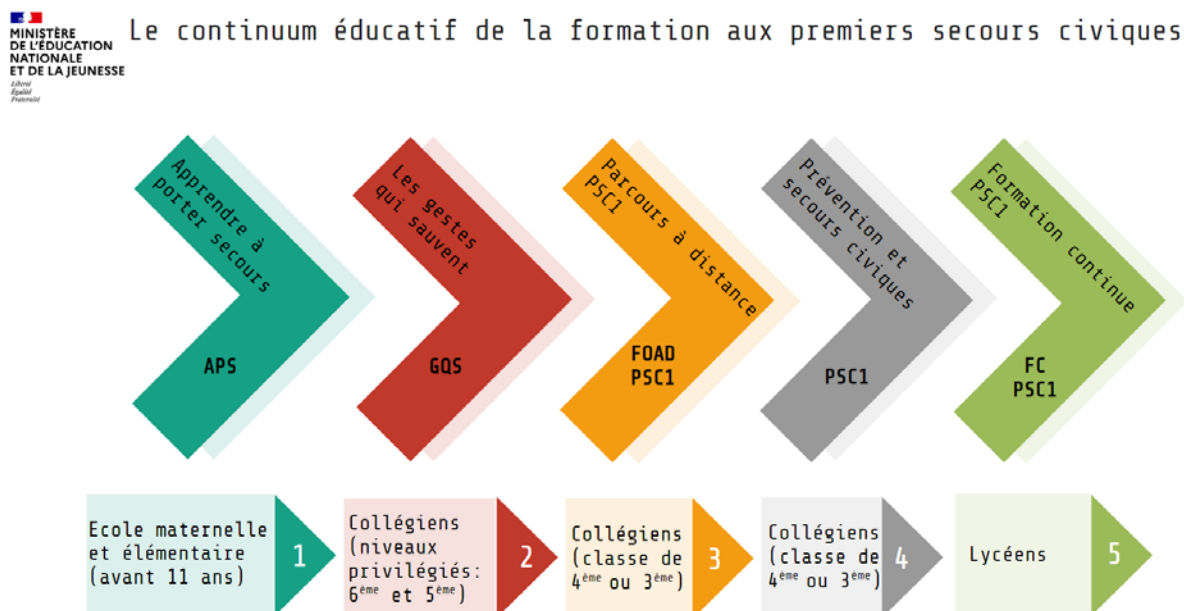 MINISTÈRE
DE L'ÉDUCATION
NATIONALE
ET DE LA JEUNESSE
Liberté
Égalité
Fraternité
Le continuum éducatif de la formation aux premiers secours civiques
Apprendre à
porter secours
APS
Les gestes
qui sauvent
GQS
Parcours à distance
PSC1
FOAD
PSC1
Prévention et
secours civiques
PSC1
Formation continue
PSC1
FC
PSC1
Ecole maternelle
et élémentaire
(avant 11 ans)
1
Collégiens
(niveaux
privilégiés:
6ème et 5ème)
2
Collégiens
(classe de
4ème ou 3ème)
3
Collégiens
(classe de
4ème ou 3ème)
4
Lycéens
5